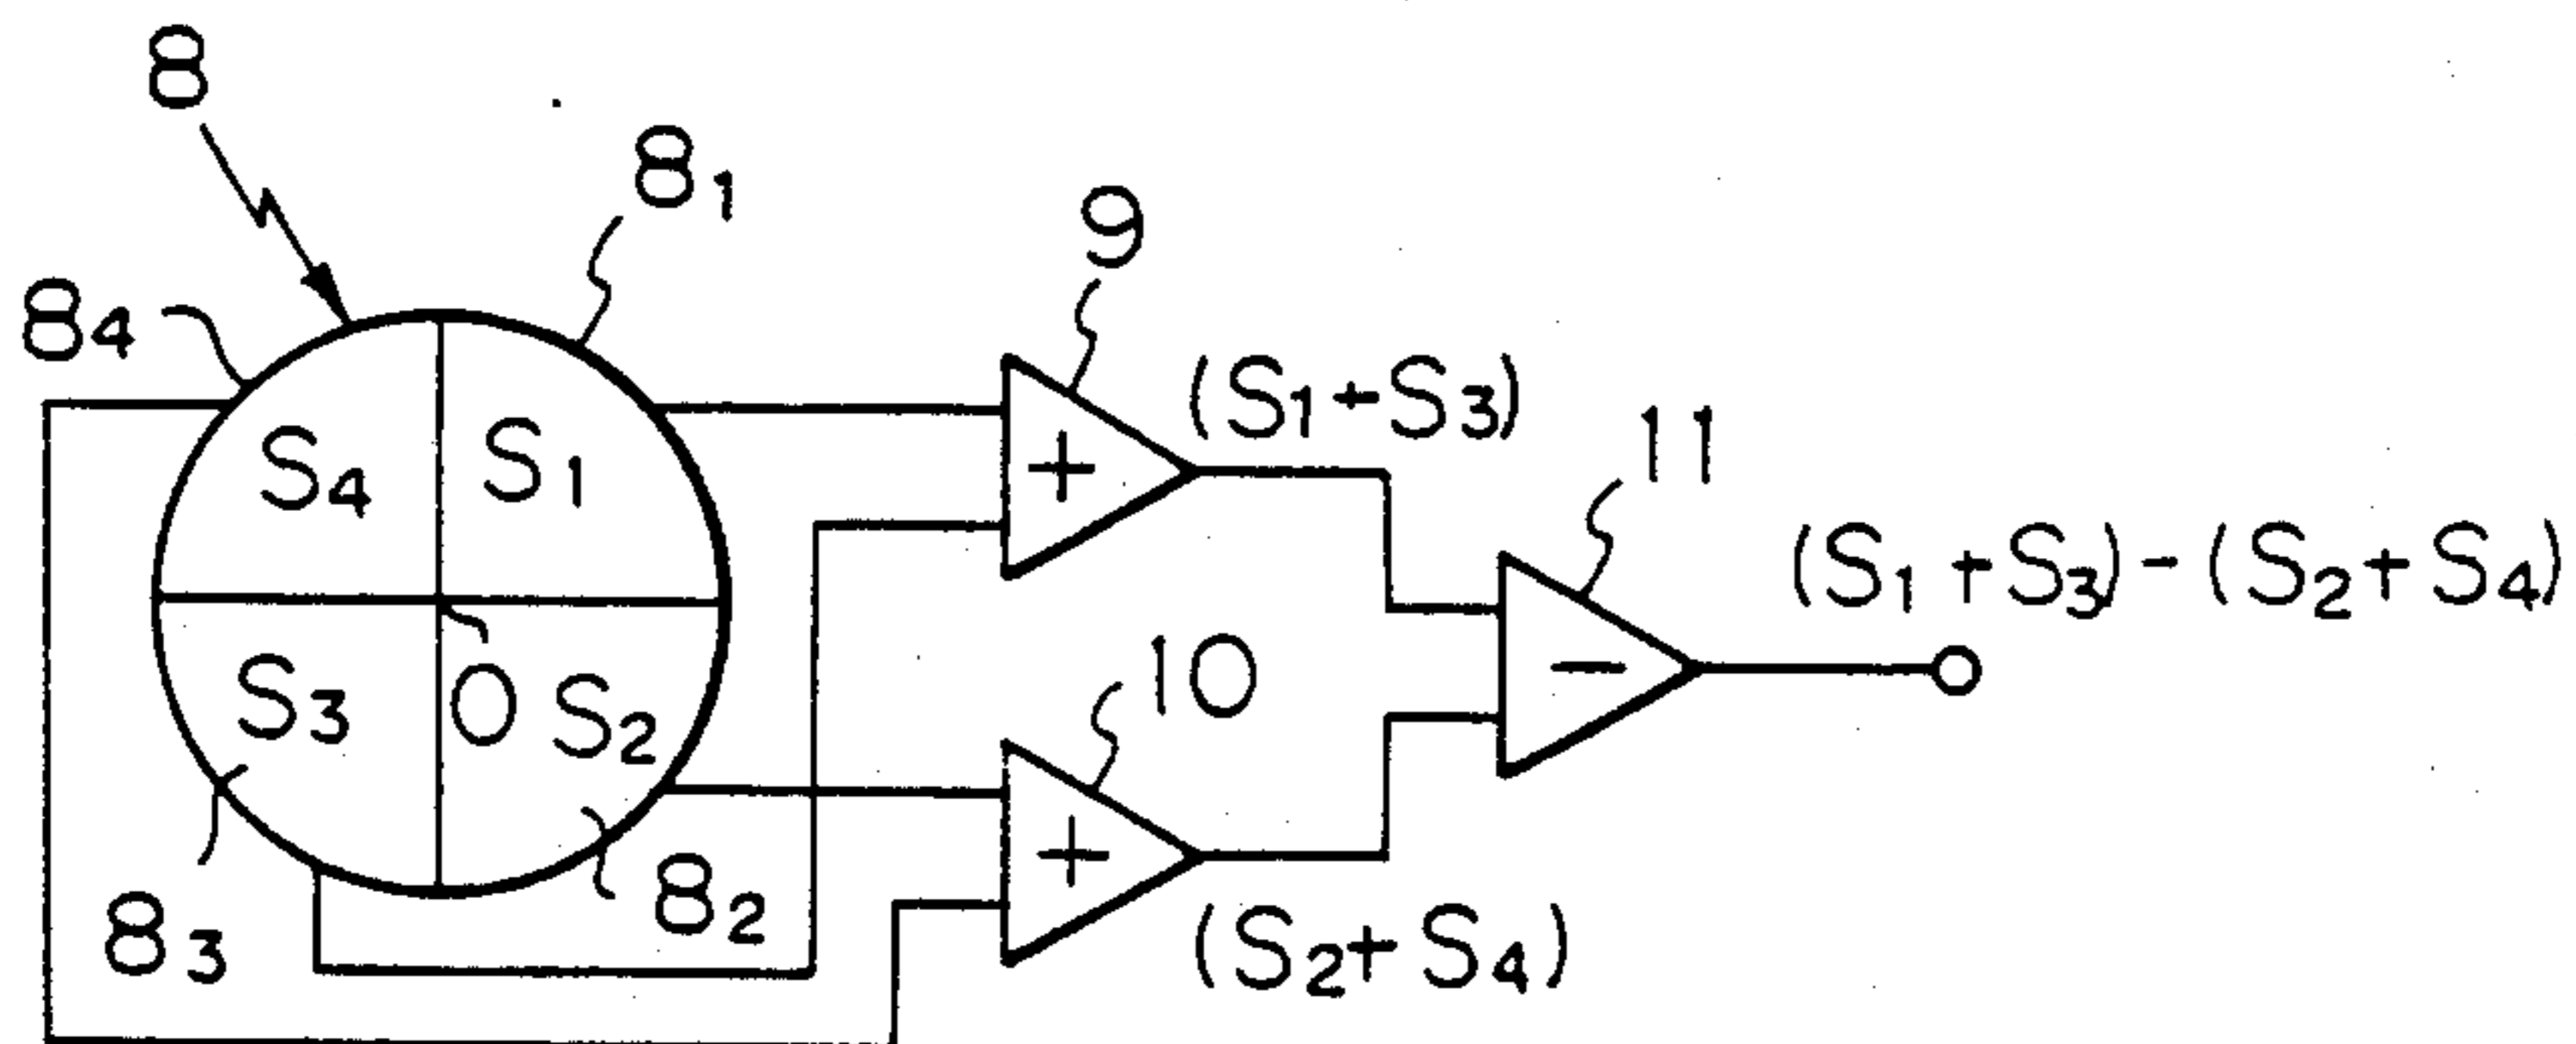 8
8₁
9
8₄
(S₁+S₃)
11
S₄
S₁
(S₁+S₃)-(S₂+S₄)
+
−
S₃
O
S₂
10
+
8₃
8₂
(S₂+S₄)